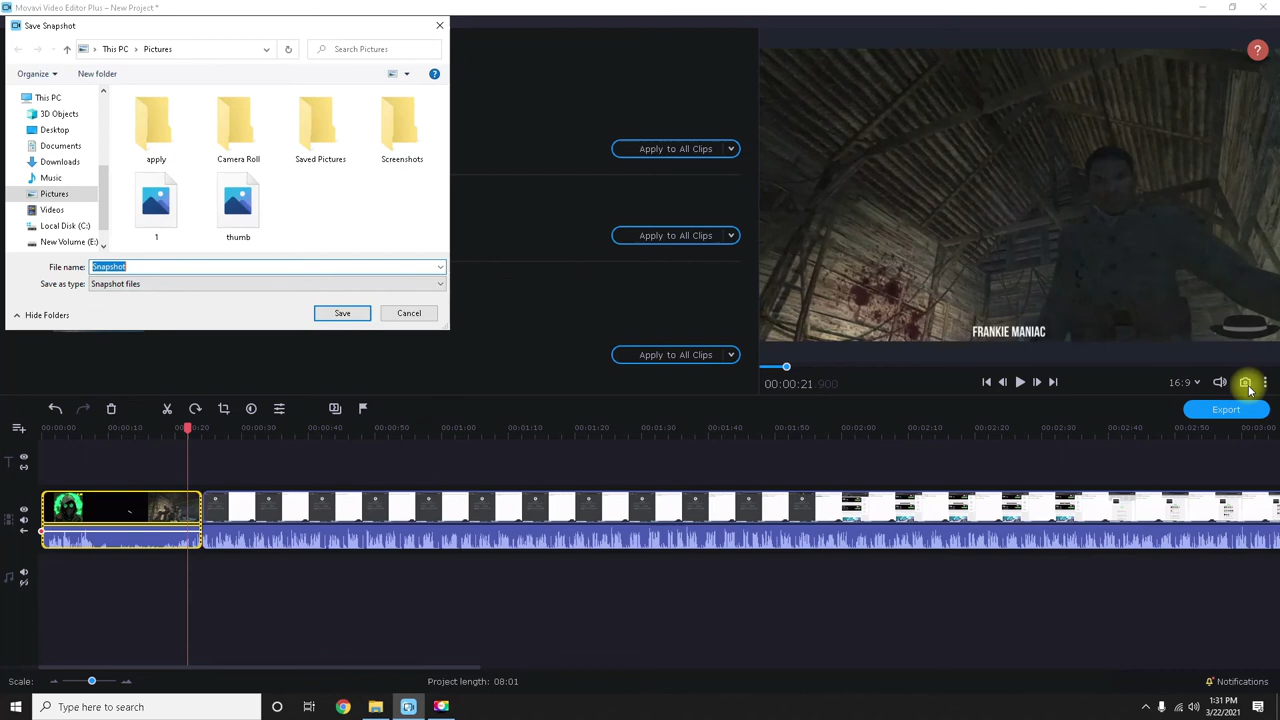 Movavi Video Editor Plus – New Project *
Save Snapshot
This PC
Pictures
Search Pictures
Organize
New folder
?
?
This PC
3D Objects
Desktop
Documents
Downloads
Music
Pictures
Videos
Local Disk (C:)
New Volume (E:)
apply
Camera Roll
Saved Pictures
Screenshots
1
thumb
File name:
Snapshot
Save as type:
Snapshot files
Hide Folders
Save
Cancel
Apply to All Clips
Apply to All Clips
Apply to All Clips
FRANKIE MANIAC
00:00:21.900
16:9
Export
00:00:00
00:00:10
00:00:20
00:00:30
00:00:40
00:00:50
00:01:00
00:01:10
00:01:20
00:01:30
00:01:40
00:01:50
00:02:00
00:02:10
00:02:20
00:02:30
00:02:40
00:02:50
00:03:00
T
Scale:
Project length: 08:01
Notifications
Type here to search
1:31 PM
3/22/2021